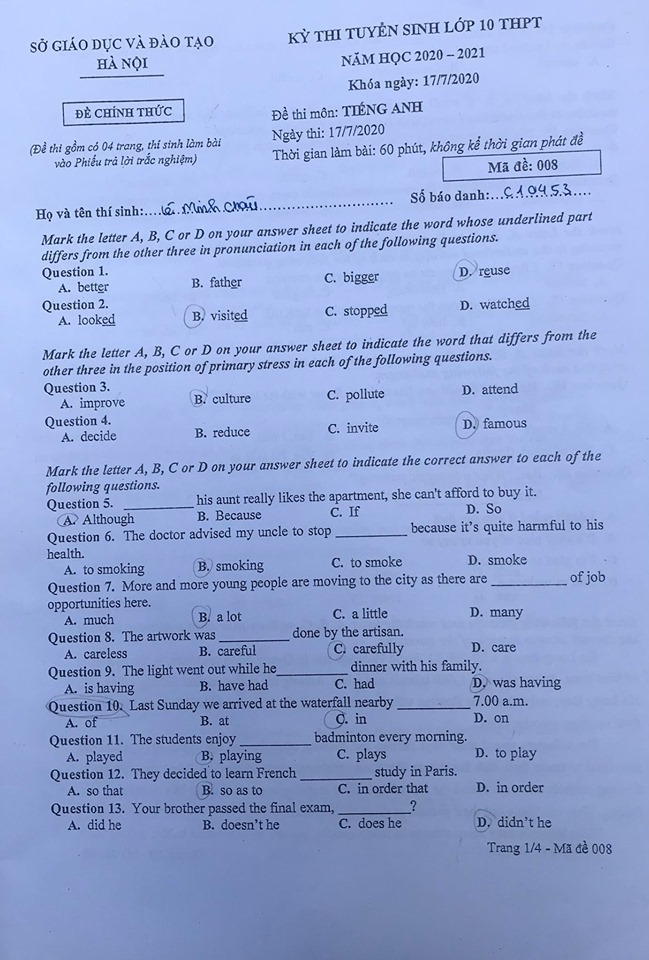 SỞ GIÁO DỤC VÀ ĐÀO TẠO
HÀ NỘI
ĐỀ CHÍNH THỨC
(Đề thi gồm có 04 trang, thí sinh làm bài
vào Phiếu trả lời trắc nghiệm)
KỲ THI TUYỂN SINH LỚP 10 THPT
NĂM HỌC 2020 – 2021
Khóa ngày: 17/7/2020
Đề thi môn: TIẾNG ANH
Ngày thi: 17/7/2020
Thời gian làm bài: 60 phút, không kể thời gian phát đề
Mã đề: 008
Họ và tên thí sinh:....Lê Minh Châu..............................
Số báo danh:...C10453....
Mark the letter A, B, C or D on your answer sheet to indicate the word whose underlined part
differs from the other three in pronunciation in each of the following questions.
Question 1.
A. better B. father C. bigger D. reuse
Question 2.
A. looked B. visited C. stopped D. watched
Mark the letter A, B, C or D on your answer sheet to indicate the word that differs from the
other three in the position of primary stress in each of the following questions.
Question 3.
A. improve B. culture C. pollute D. attend
Question 4.
A. decide B. reduce C. invite D. famous
Mark the letter A, B, C or D on your answer sheet to indicate the correct answer to each of the
following questions.
Question 5. __________ his aunt really likes the apartment, she can't afford to buy it.
A. Although B. Because C. If D. So
Question 6. The doctor advised my uncle to stop __________ because it's quite harmful to his
health.
A. to smoking B. smoking C. to smoke D. smoke
Question 7. More and more young people are moving to the city as there are __________ of job
opportunities here.
A. much B. a lot C. a little D. many
Question 8. The artwork was __________ done by the artisan.
A. careless B. careful C. carefully D. care
Question 9. The light went out while he__________ dinner with his family.
A. is having B. have had C. had D. was having
Question 10. Last Sunday we arrived at the waterfall nearby __________ 7.00 a.m.
A. of B. at C. in D. on
Question 11. The students enjoy __________ badminton every morning.
A. played B. playing C. plays D. to play
Question 12. They decided to learn French __________ study in Paris.
A. so that B. so as to C. in order that D. in order
Question 13. Your brother passed the final exam, __________?
A. did he B. doesn't he C. does he D. didn't he
Trang 1/4 - Mã đề 008